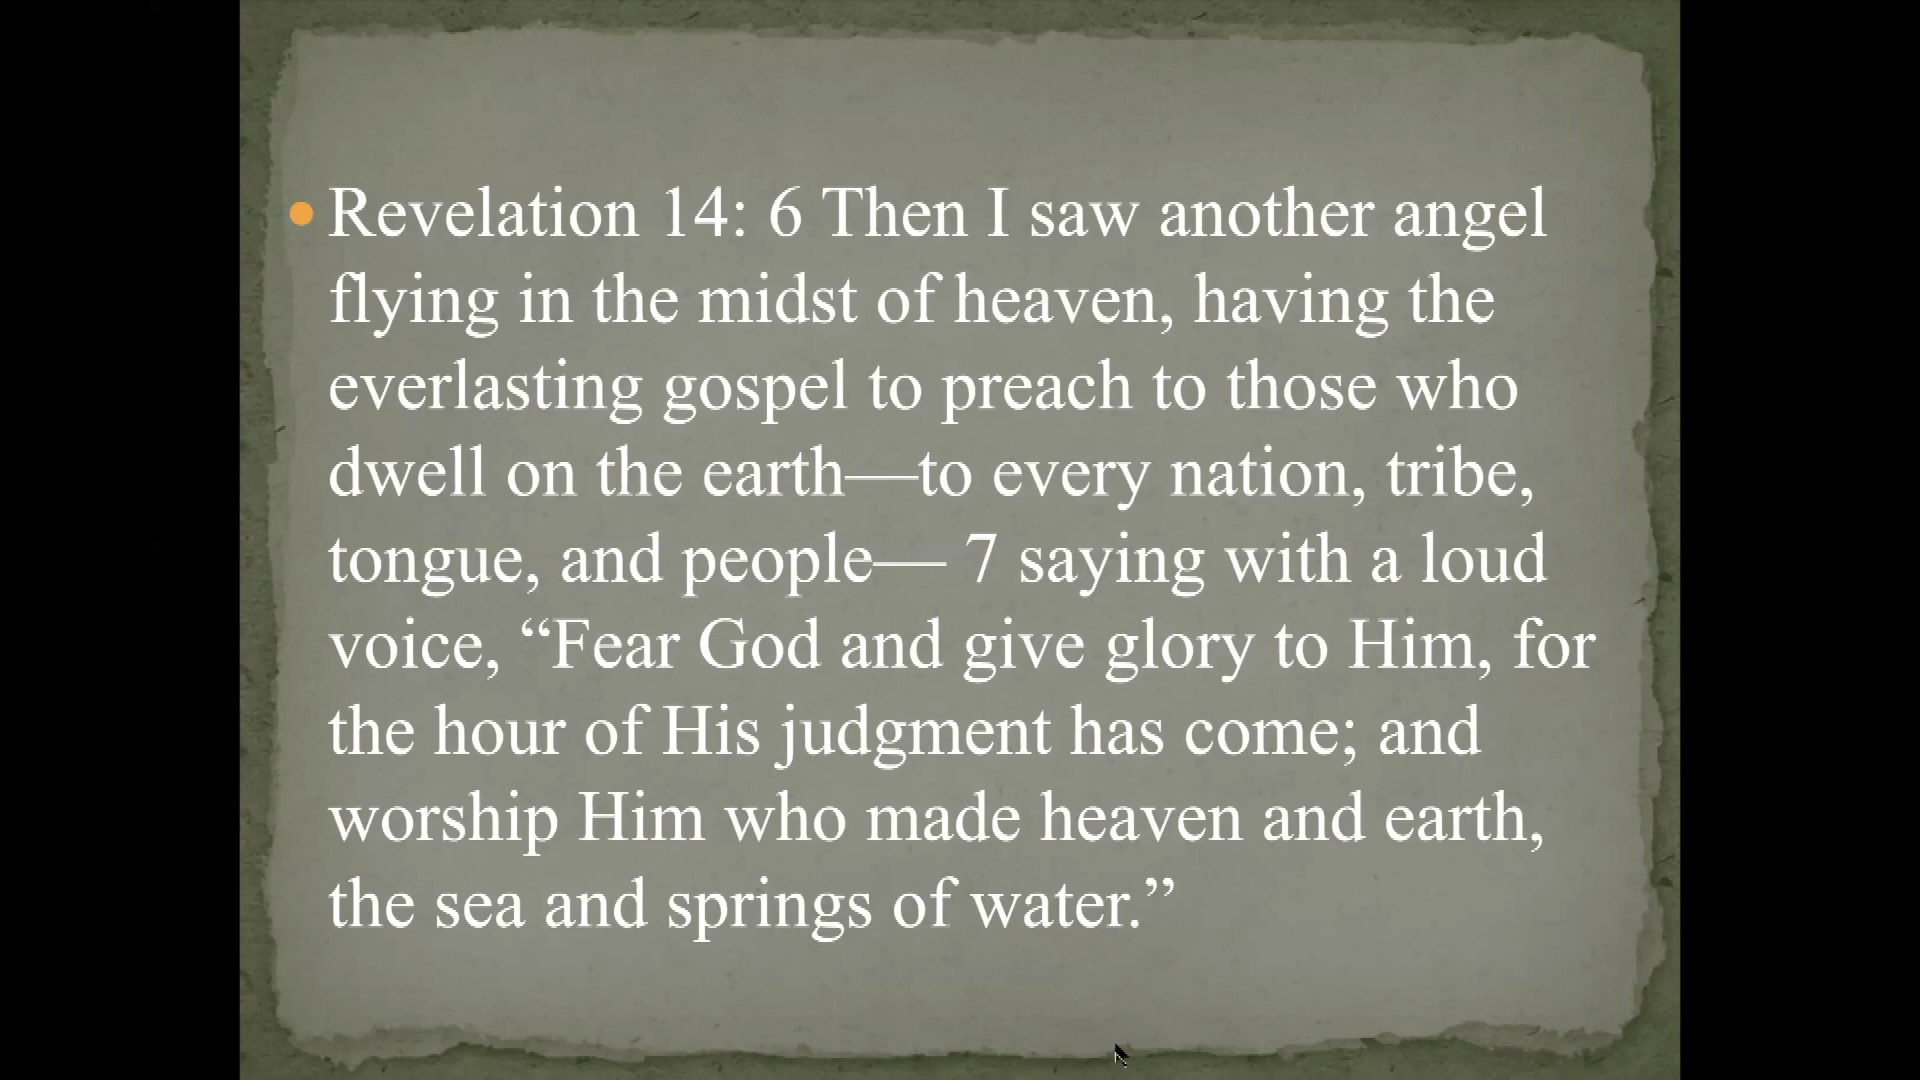 • Revelation 14: 6 Then I saw another angel
flying in the midst of heaven, having the
everlasting gospel to preach to those who
dwell on the earth—to every nation, tribe,
tongue, and people— 7 saying with a loud
voice, “Fear God and give glory to Him, for
the hour of His judgment has come; and
worship Him who made heaven and earth,
the sea and springs of water.”